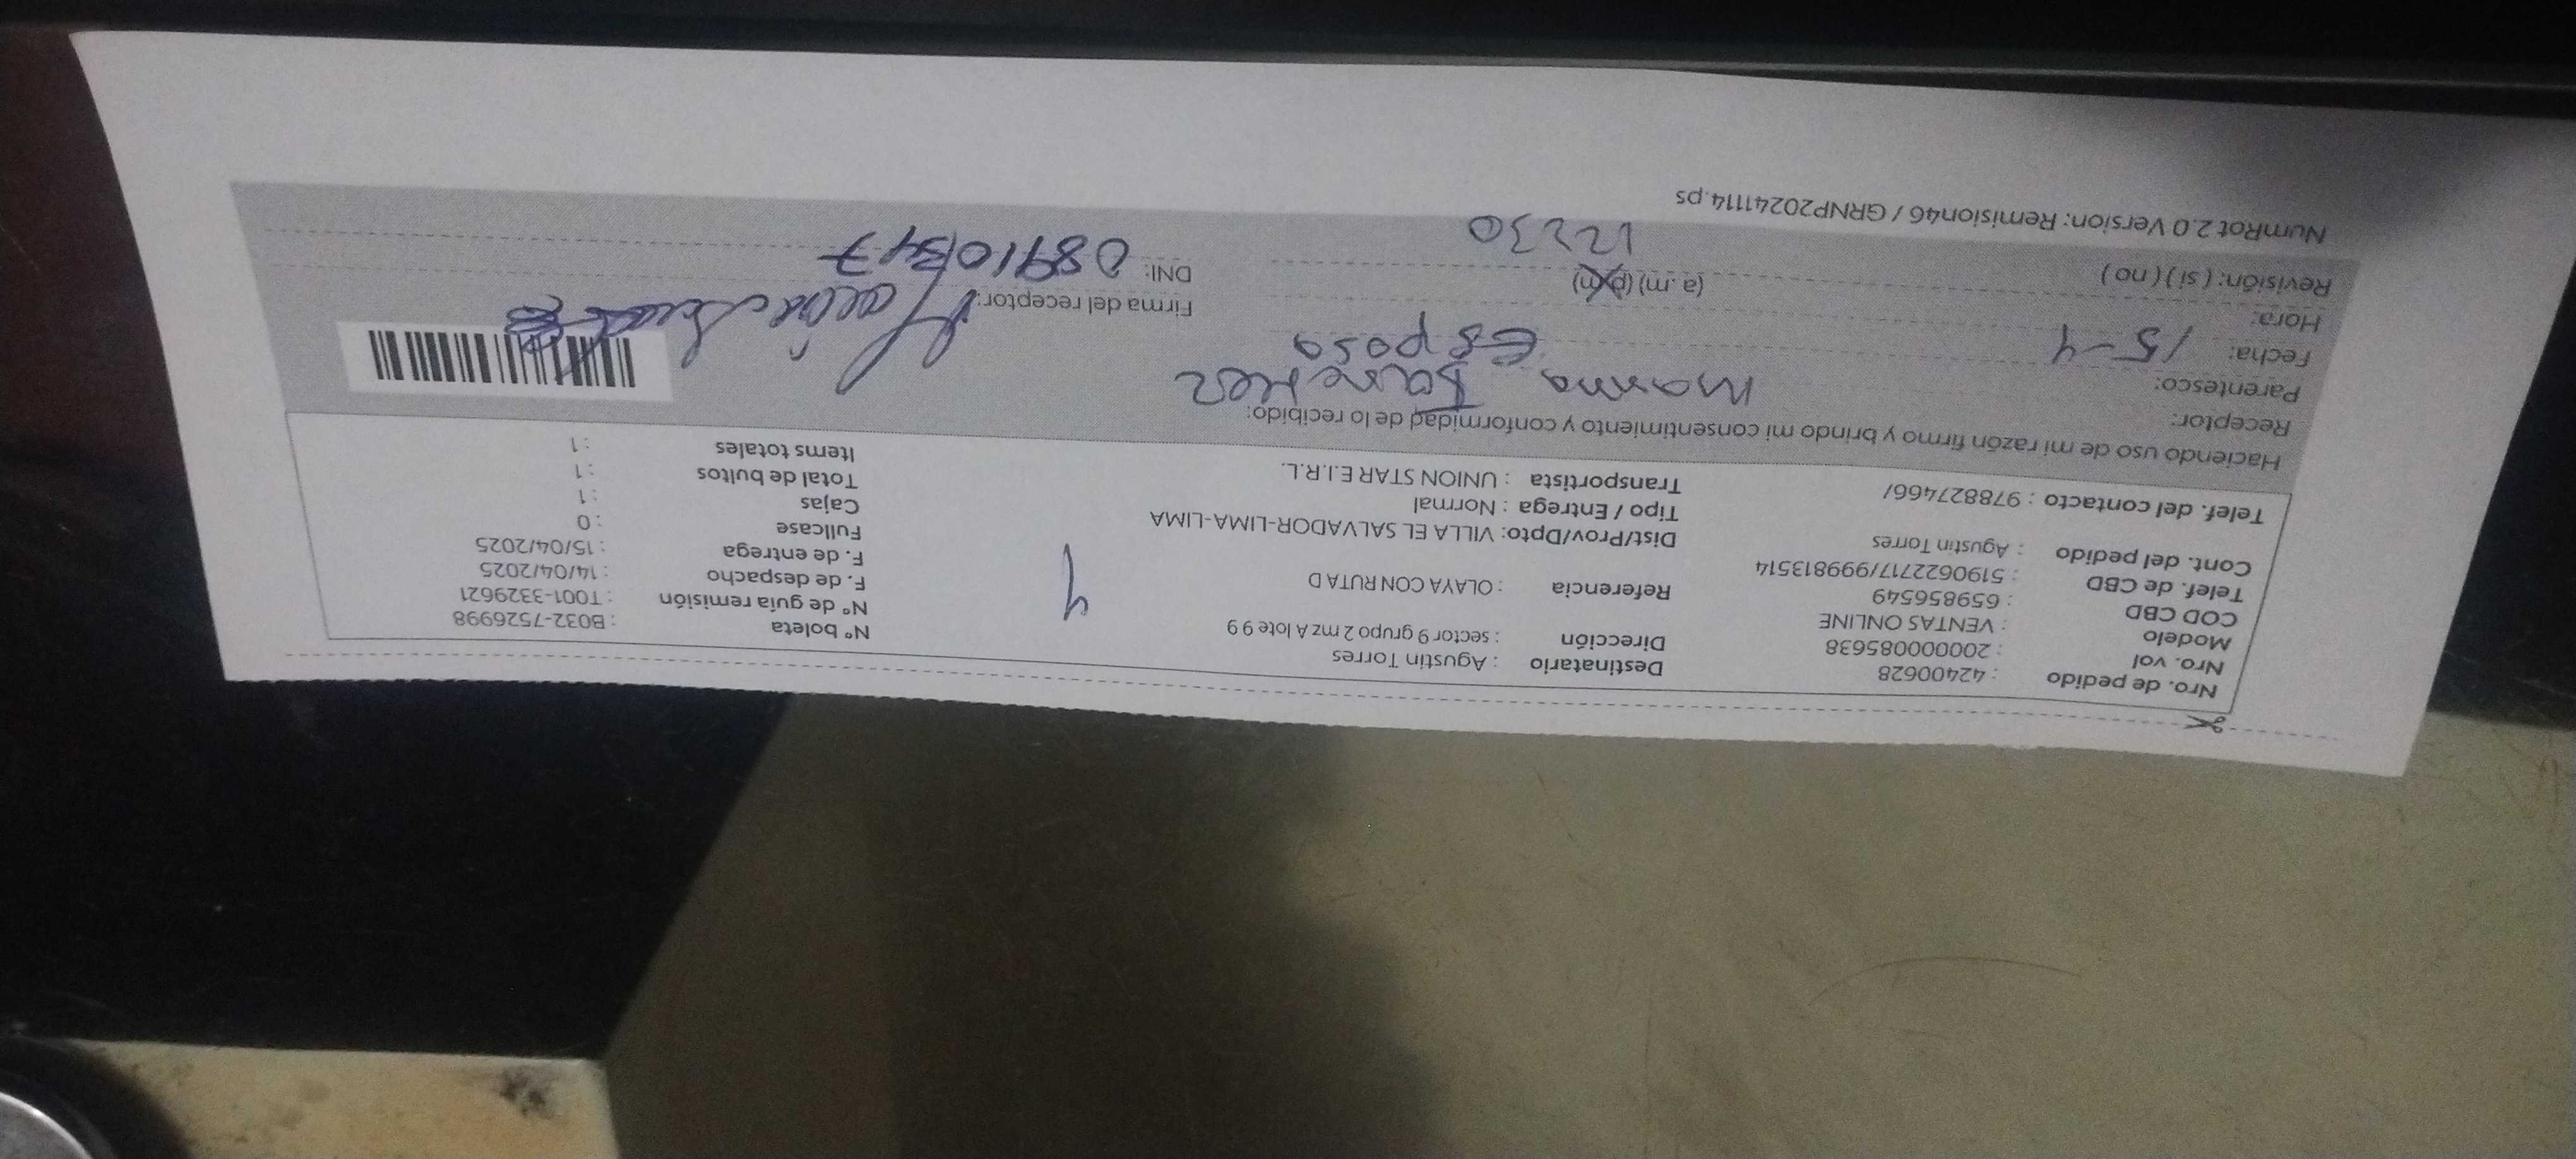 Nro. de pedido : 42400628
Nro. vol : 2000000085638
Modelo : VENTAS ONLINE
COD CBD : 659856549
Telef. de CBD : 51906227217/999813514
Cont. del pedido : Agustin Torres
Telef. del contacto : 978827466/
Destinatario : Agustin Torres
Dirección : sector 9 grupo 2 mz A lote 9 9
Referencia : OLAYA CON RUTA D
Dist/Prov/Dpto: VILLA EL SALVADOR-LIMA-LIMA
Tipo / Entrega : Normal
Transportista : UNION STAR E.I.R.L.
N° boleta : B032-7526998
N° de guía remisión : T001-3329621
F. de despacho : 14/04/2025
F. de entrega : 15/04/2025
Fullcase : 0
Cajas : 1
Total de bultos : 1
Items totales : 1
Haciendo uso de mi razón firmo y brindo mi consentimiento y conformidad de lo recibido:
Receptor:
Parentesco: Esposa
Fecha: 15-4
Hora: 12230 (a.m) (p.m)
Revisión: ( si ) ( no )
Firma del receptor:
DNI:
NumRot 2.0 Version: Remision46 / GRNP20241114.ps